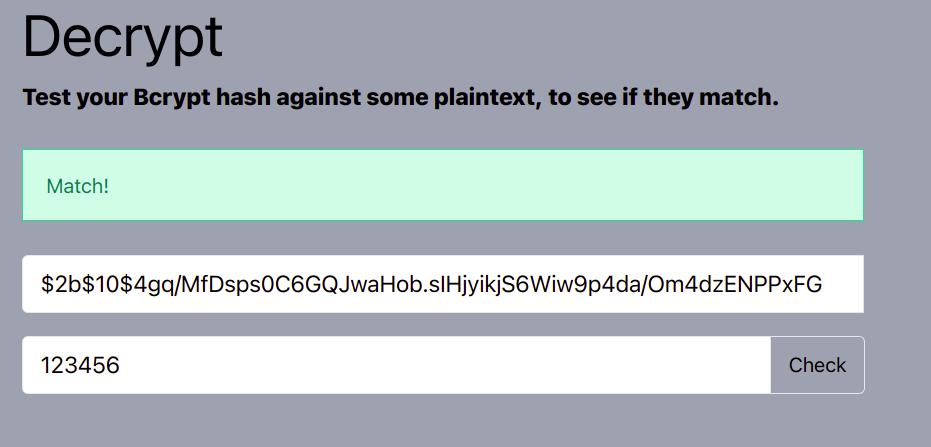 Decrypt
Test your Bcrypt hash against some plaintext, to see if they match.
Match!
$2b$10$4gq/MfDsps0C6GQJwaHob.sIHjyikjS6Wiw9p4da/Om4dzENPPxFG
123456
Check